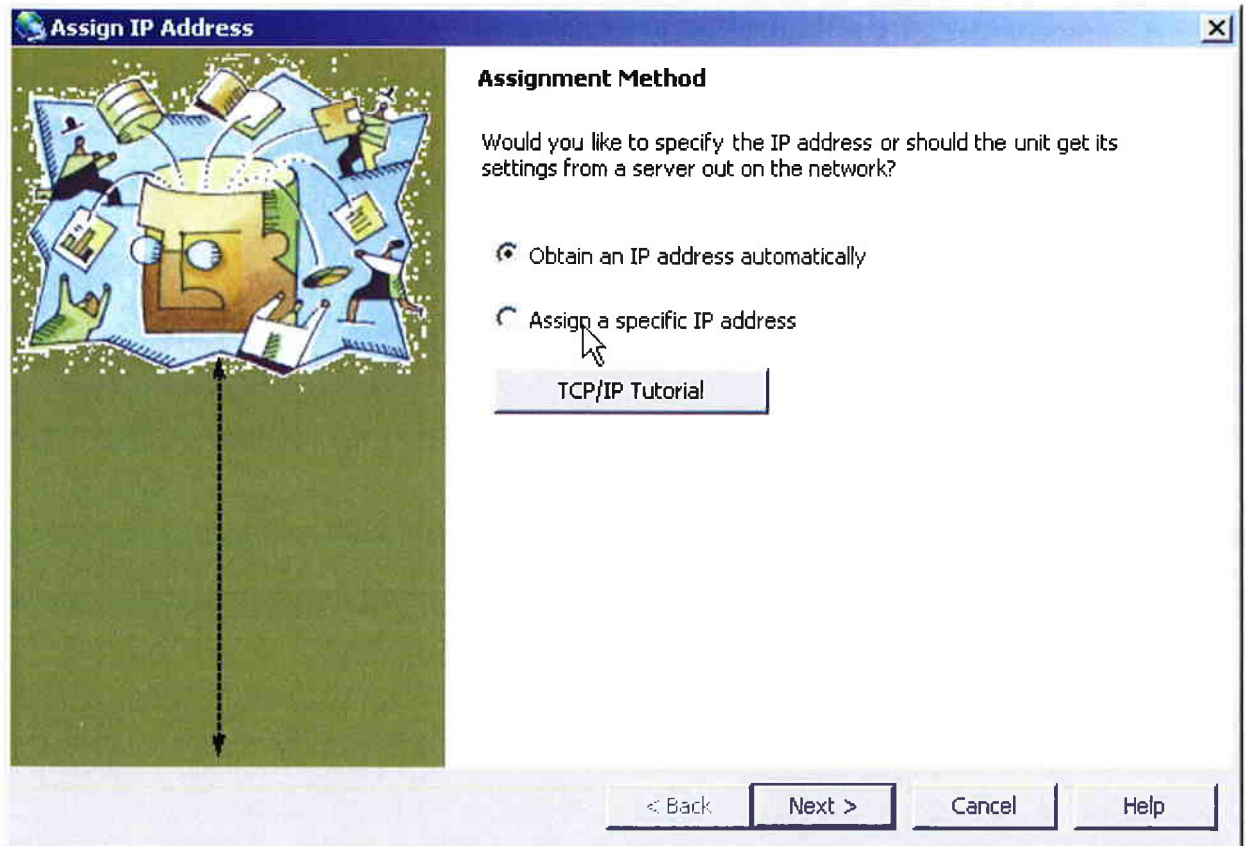 Assign IP Address
Assignment Method
Would you like to specify the IP address or should the unit get its
settings from a server out on the network?
Obtain an IP address automatically
Assign a specific IP address
TCP/IP Tutorial
< Back
Next >
Cancel
Help